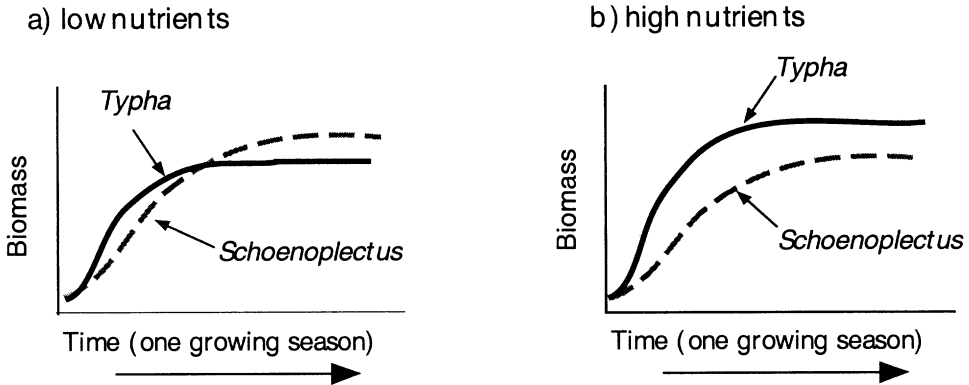 a) low nutrients
Typha
Biomass
Schoenoplectus
Time (one growing season)
b) high nutrients
Typha
Biomass
Schoenoplectus
Time (one growing season)